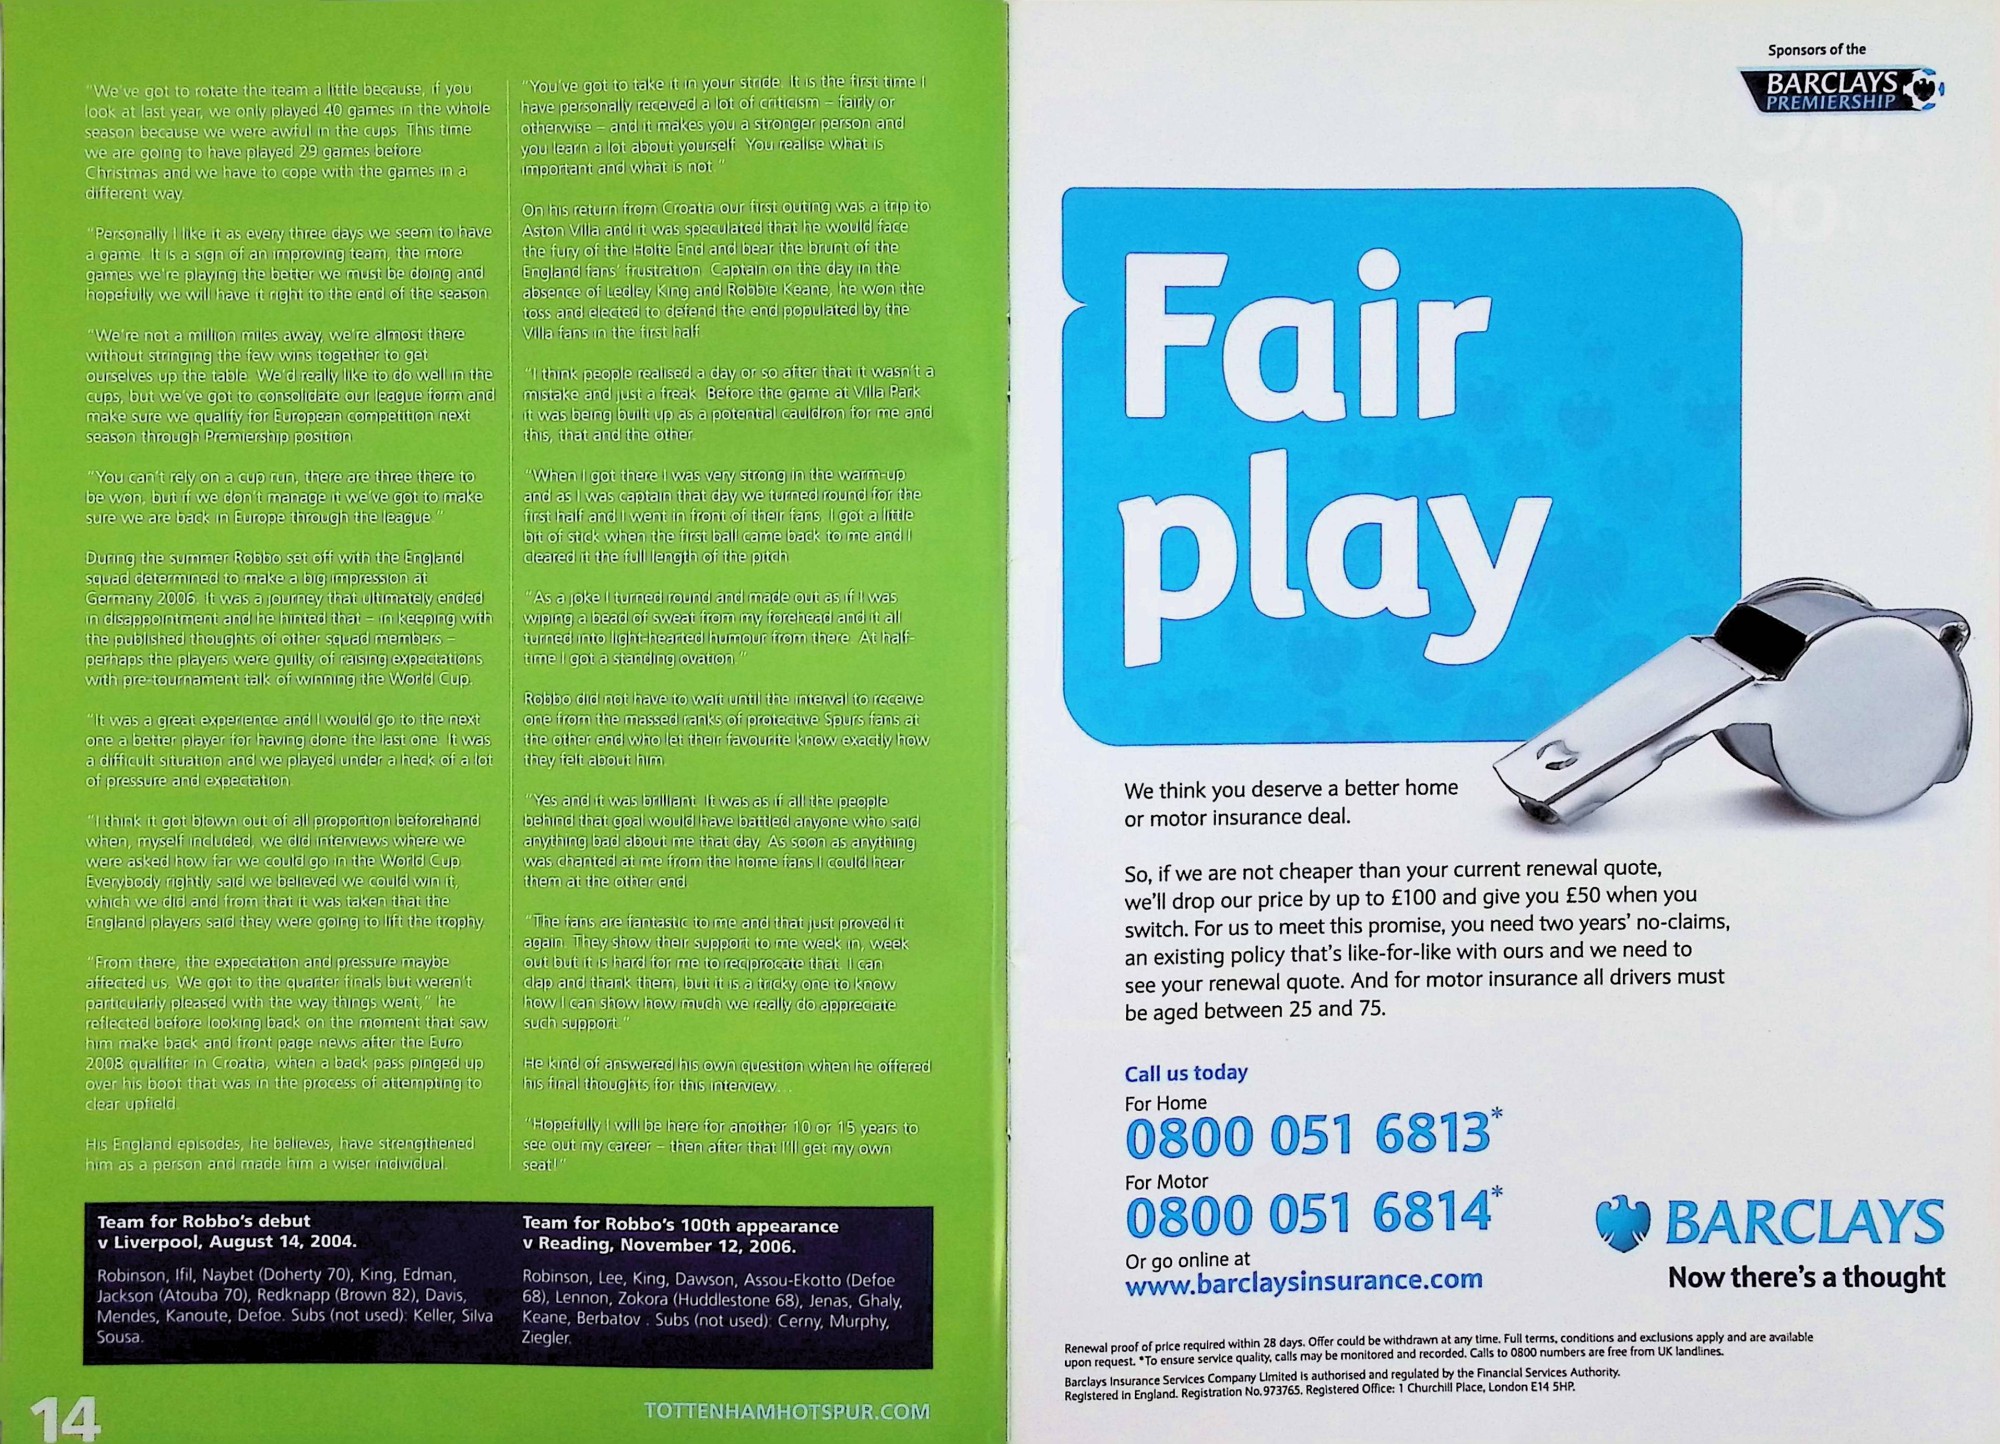 "We've got to rotate the team a little because, if you
look at last year, we only played 40 games in the whole
season because we were awful in the cups. This time
we are going to have played 29 games before
Christmas and we have to cope with the games in a
different way.
"Personally I like it as every three days we seem to have
a game. It is a sign of an improving team, the more
games we're playing the better we must be doing and
hopefully we will have it right to the end of the season.
"We're not a million miles away, we're almost there
without stringing the few wins together to get
ourselves up the table. We'd really like to do well in the
cups, but we've got to consolidate our league form and
make sure we qualify for European competition next
season through Premiership position.
"You can't rely on a cup run, there are three there to
be won, but if we don't manage it we've got to make
sure we are back in Europe through the league."
During the summer Robbo set off with the England
squad determined to make a big impression at
Germany 2006. It was a journey that ultimately ended
in disappointment and he hinted that – in keeping with
the published thoughts of other squad members –
perhaps the players were guilty of raising expectations
with pre-tournament talk of winning the World Cup.
"It was a great experience and I would go to the next
one a better player for having done the last one. It was
a difficult situation and we played under a heck of a lot
of pressure and expectation.
"I think it got blown out of all proportion beforehand
when, myself included, we did interviews where we
were asked how far we could go in the World Cup.
Everybody rightly said we believed we could win it,
which we did and from that it was taken that the
England players said they were going to lift the trophy.
"From there, the expectation and pressure maybe
affected us. We got to the quarter finals but weren't
particularly pleased with the way things went," he
reflected before looking back on the moment that saw
him make back and front page news after the Euro
2008 qualifier in Croatia, when a back pass pinged up
over his boot that was in the process of attempting to
clear upfield.
His England episodes, he believes, have strengthened
him as a person and made him a wiser individual.
"You've got to take it in your stride. It is the first time I
have personally received a lot of criticism – fairly or
otherwise – and it makes you a stronger person and
you learn a lot about yourself. You realise what is
important and what is not."
On his return from Croatia our first outing was a trip to
Aston Villa and it was speculated that he would face
the fury of the Holte End and bear the brunt of the
England fans' frustration. Captain on the day in the
absence of Ledley King and Robbie Keane, he won the
toss and elected to defend the end populated by the
Villa fans in the first half.
"I think people realised a day or so after that it wasn't a
mistake and just a freak. Before the game at Villa Park
it was being built up as a potential cauldron for me and
this, that and the other.
"When I got there I was very strong in the warm-up
and as I was captain that day we turned round for the
first half and I went in front of their fans. I got a little
bit of stick when the first ball came back to me and I
cleared it the full length of the pitch.
"As a joke I turned round and made out as if I was
wiping a bead of sweat from my forehead and it all
turned into light-hearted humour from there. At half-
time I got a standing ovation."
Robbo did not have to wait until the interval to receive
one from the massed ranks of protective Spurs fans at
the other end who let their favourite know exactly how
they felt about him.
"Yes and it was brilliant. It was as if all the people
behind that goal would have battled anyone who said
anything bad about me that day. As soon as anything
was chanted at me from the home fans I could hear
them at the other end.
"The fans are fantastic to me and that just proved it
again. They show their support to me week in, week
out but it is hard for me to reciprocate that. I can
clap and thank them, but it is a tricky one to know
how I can show how much we really do appreciate
such support."
He kind of answered his own question when he offered
his final thoughts for this interview...
"Hopefully I will be here for another 10 or 15 years to
see out my career – then after that I'll get my own
seat!"
Team for Robbo's debut
v Liverpool, August 14, 2004.
Robinson, Ifil, Naybet (Doherty 70), King, Edman,
Jackson (Atouba 70), Redknapp (Brown 82), Davis,
Mendes, Kanoute, Defoe. Subs (not used): Keller, Silva
Sousa.
Team for Robbo's 100th appearance
v Reading, November 12, 2006.
Robinson, Lee, King, Dawson, Assou-Ekotto (Defoe
68), Lennon, Zokora (Huddlestone 68), Jenas, Ghaly,
Keane, Berbatov . Subs (not used): Cerny, Murphy,
Ziegler.
14
TOTTENHAMHOTSPUR.COM
Sponsors of the
BARCLAYS
PREMIERSHIP
Fair
play
We think you deserve a better home
or motor insurance deal.
So, if we are not cheaper than your current renewal quote,
we'll drop our price by up to £100 and give you £50 when you
switch. For us to meet this promise, you need two years' no-claims,
an existing policy that's like-for-like with ours and we need to
see your renewal quote. And for motor insurance all drivers must
be aged between 25 and 75.
Call us today
For Home
0800 051 6813*
For Motor
0800 051 6814*
Or go online at
www.barclaysinsurance.com
BARCLAYS
Now there's a thought
Renewal proof of price required within 28 days. Offer could be withdrawn at any time. Full terms, conditions and exclusions apply and are available
upon request. *To ensure service quality, calls may be monitored and recorded. Calls to 0800 numbers are free from UK landlines.
Barclays Insurance Services Company Limited is authorised and regulated by the Financial Services Authority.
Registered in England. Registration No.973765. Registered Office: 1 Churchill Place, London E14 5HP.